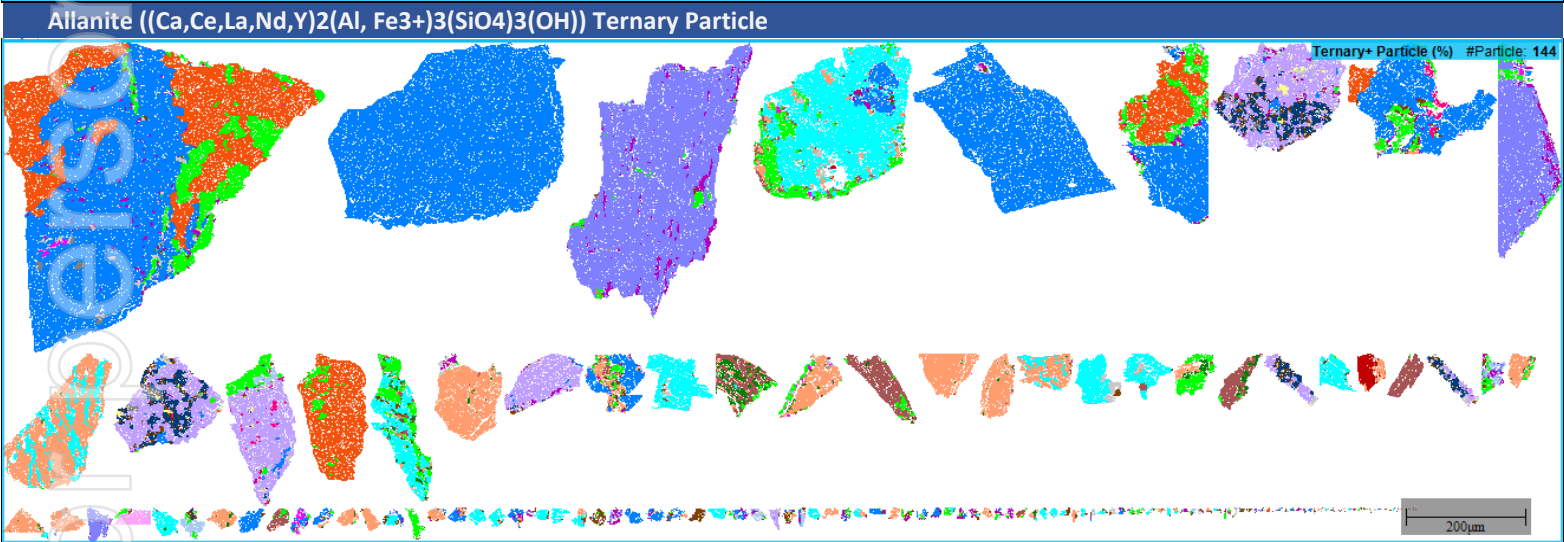 Allanite ((Ca,Ce,La,Nd,Y)2(Al, Fe3+)3(SiO4)3(OH)) Ternary Particle
Ternary+ Particle (%) #Particle: 144
200µm